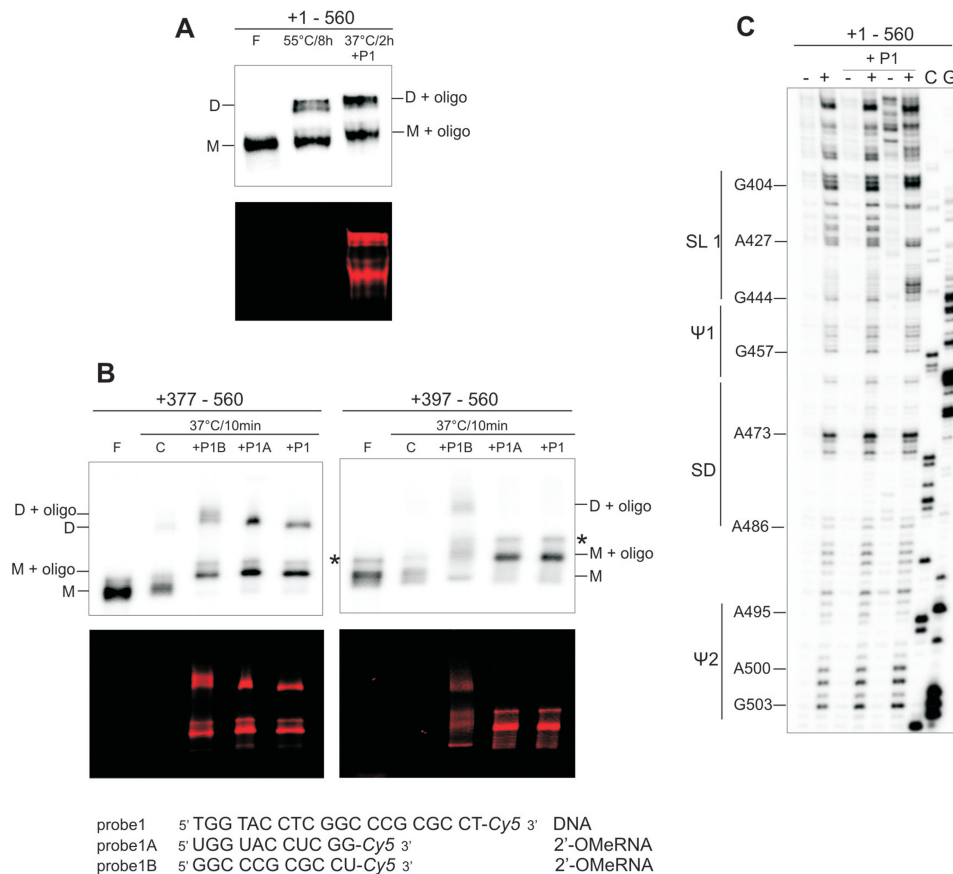 A
+1 - 560
F 55°C/8h 37°C/2h +P1
D
M
D + oligo
M + oligo
B
+377 - 560
37°C/10min
F C +P1B +P1A +P1
D + oligo
D
M + oligo
M
+397 - 560
37°C/10min
F C +P1B +P1A +P1
*
D + oligo
*
M + oligo
M
probe1 5' TGG TAC CTC GGC CCG CGC CT-Cy5 3' DNA
probe1A 5' UGG UAC CUC GG-Cy5 3' 2'-OMeRNA
probe1B 5' GGC CCG CGC CU-Cy5 3' 2'-OMeRNA
C
+1 - 560
+ P1
- + - + - + C G
G404
SL 1
A427
G444
Ψ1
G457
A473
SD
A486
A495
Ψ2
A500
G503